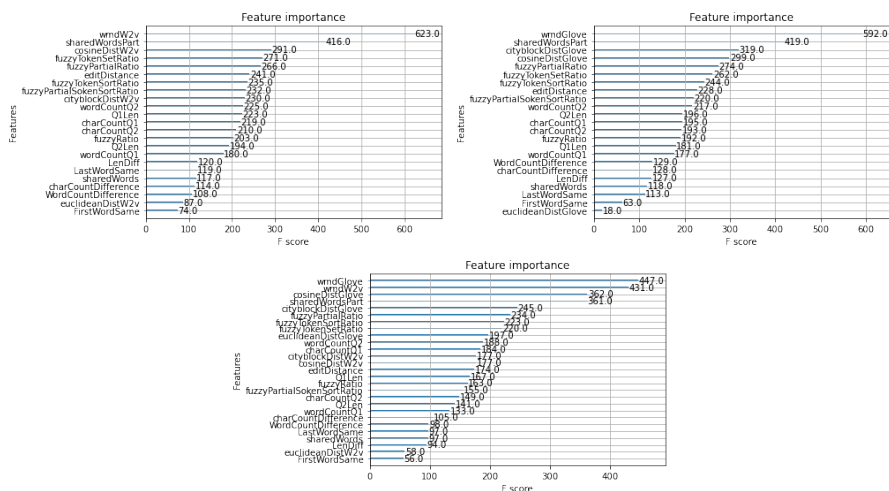 Feature importance
Features
wmdW2v 623.0
sharedWordsPart 416.0
cosineDistW2v 291.0
fuzzyTokenSetRatio 271.0
fuzzyPartialRatio 266.0
editDistance 241.0
fuzzyTokenSortRatio 235.0
fuzzyPartialSokenSortRatio 232.0
cityblockDistW2v 230.0
wordCountQ2 225.0
Q1Len 223.0
charCountQ1 219.0
charCountQ2 210.0
fuzzyRatio 203.0
Q2Len 194.0
wordCountQ1 180.0
LenDiff 120.0
LastWordSame 119.0
sharedWords 117.0
charCountDifference 114.0
WordCountDifference 108.0
euclideanDistW2v 87.0
FirstWordSame 74.0
0 100 200 300 400 500 600
F score
Feature importance
Features
wmdGlove 592.0
sharedWordsPart 419.0
cityblockDistGlove 319.0
cosineDistGlove 299.0
fuzzyPartialRatio 274.0
fuzzyTokenSetRatio 262.0
fuzzyTokenSortRatio 244.0
editDistance 228.0
fuzzyPartialSokenSortRatio 220.0
wordCountQ2 217.0
Q2Len 196.0
charCountQ1 195.0
charCountQ2 193.0
fuzzyRatio 192.0
Q1Len 181.0
wordCountQ1 177.0
WordCountDifference 129.0
charCountDifference 128.0
LenDiff 127.0
sharedWords 118.0
LastWordSame 113.0
FirstWordSame 63.0
euclideanDistGlove 18.0
0 100 200 300 400 500 600
F score
Feature importance
Features
wmdGlove 447.0
wmdW2v 431.0
cosineDistGlove 362.0
sharedWordsPart 361.0
cityblockDistGlove 245.0
fuzzyPartialRatio 234.0
fuzzyTokenSortRatio 223.0
fuzzyTokenSetRatio 220.0
euclideanDistGlove 197.0
wordCountQ2 188.0
charCountQ1 184.0
cityblockDistW2v 177.0
cosineDistW2v 177.0
editDistance 174.0
Q1Len 167.0
fuzzyRatio 163.0
fuzzyPartialSokenSortRatio 155.0
charCountQ2 149.0
Q2Len 141.0
wordCountQ1 133.0
charCountDifference 105.0
WordCountDifference 98.0
LastWordSame 97.0
sharedWords 97.0
LenDiff 94.0
euclideanDistW2v 58.0
FirstWordSame 56.0
0 100 200 300 400
F score